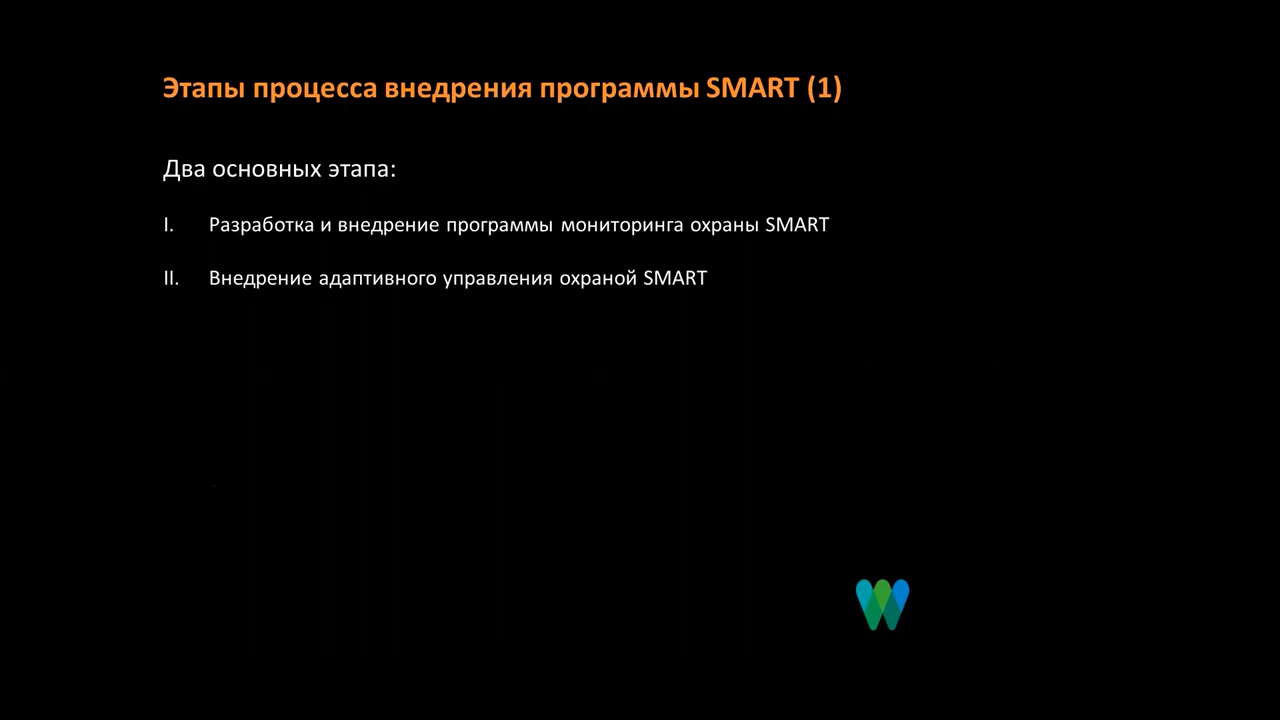 Этапы процесса внедрения программы SMART (1)
Два основных этапа:
I. Разработка и внедрение программы мониторинга охраны SMART
II. Внедрение адаптивного управления охраной SMART